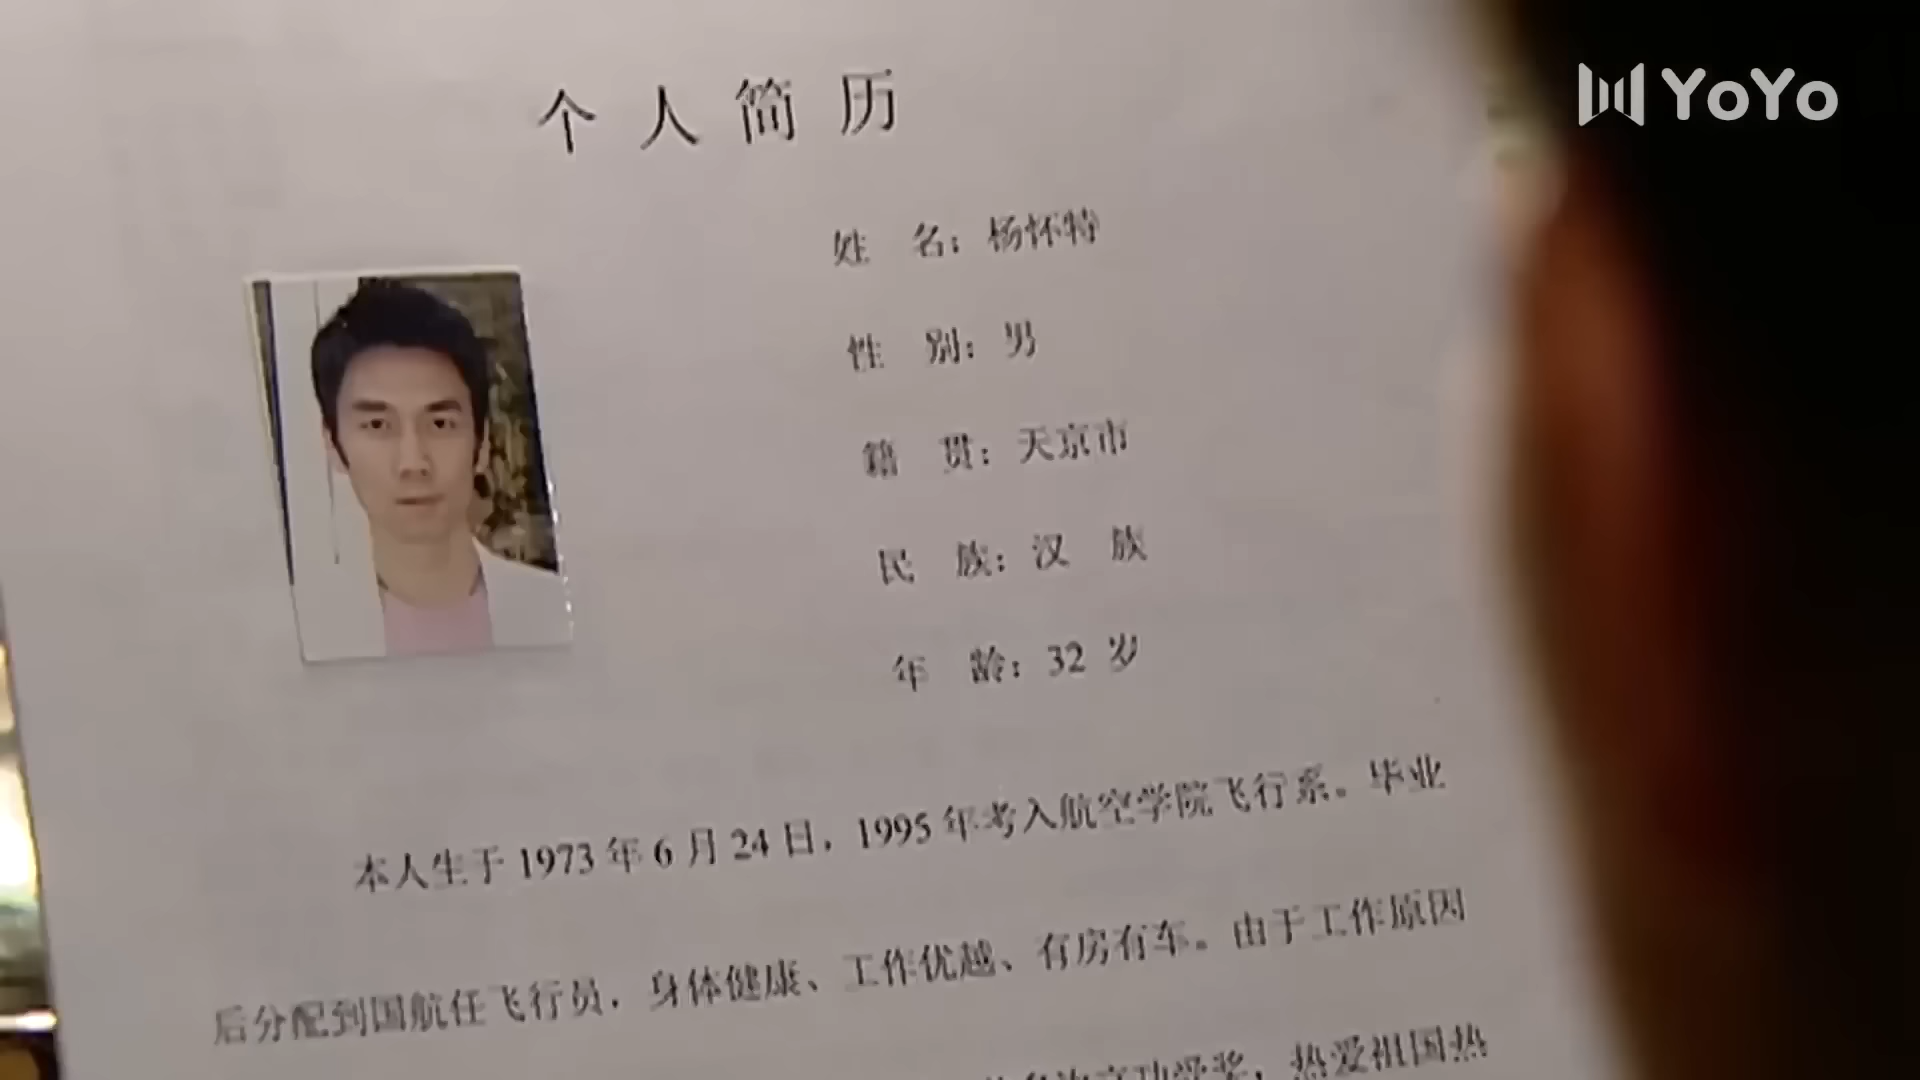 YoYo
个人简历
姓 名：杨怀特
性 别：男
籍 贯：天京市
民 族：汉 族
年 龄：32 岁
本人生于 1973 年 6 月 24 日，1995 年考入航空学院飞行系。毕业
后分配到国航任飞行员，身体健康、工作优越、有房有车。由于工作原因
立功受奖，热爱祖国热